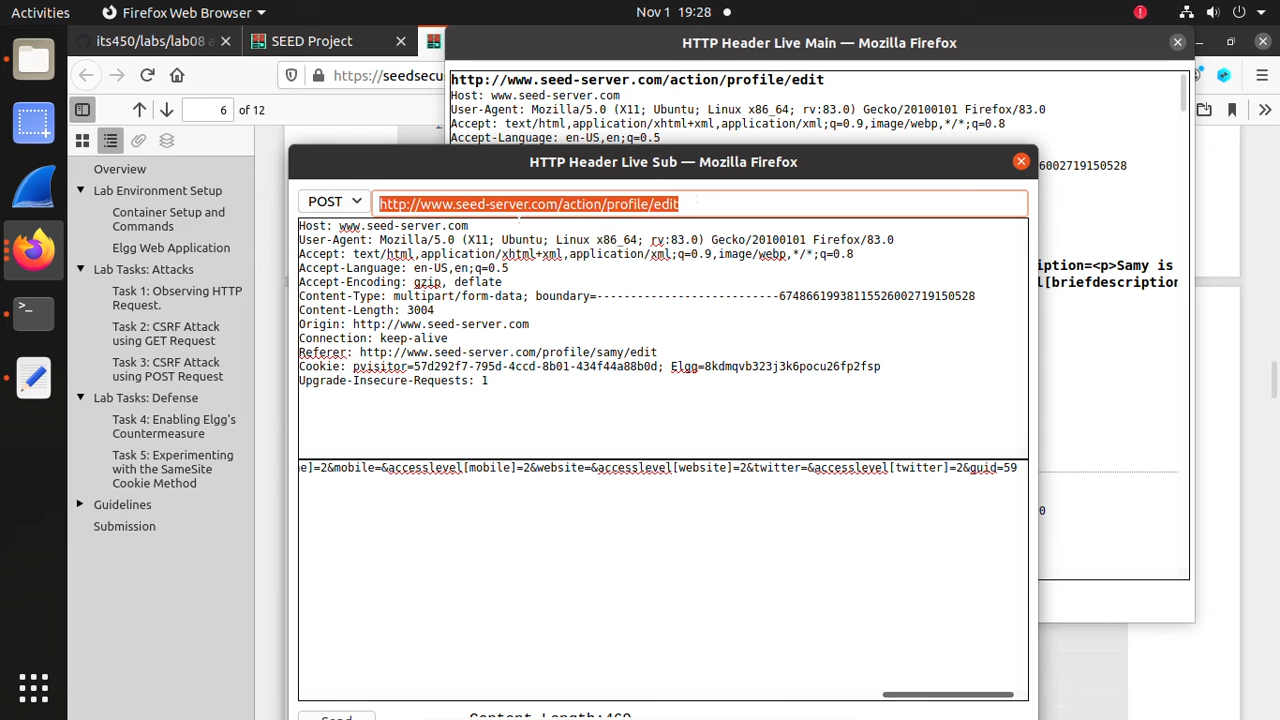 Activities
Firefox Web Browser
Nov 1 19:28
its450/labs/lab08
SEED Project
HTTP Header Live Main — Mozilla Firefox
https://seedsecu
6 of 12
Overview
Lab Environment Setup
Container Setup and
Commands
Elgg Web Application
Lab Tasks: Attacks
Task 1: Observing HTTP
Request.
Task 2: CSRF Attack
using GET Request
Task 3: CSRF Attack
using POST Request
Lab Tasks: Defense
Task 4: Enabling Elgg's
Countermeasure
Task 5: Experimenting
with the SameSite
Cookie Method
Guidelines
Submission
http://www.seed-server.com/action/profile/edit
Host: www.seed-server.com
User-Agent: Mozilla/5.0 (X11; Ubuntu; Linux x86_64; rv:83.0) Gecko/20100101 Firefox/83.0
Accept: text/html,application/xhtml+xml,application/xml;q=0.9,image/webp,*/*;q=0.8
Accept-Language: en-US,en;q=0.5
6002719150528
iption=<p>Samy is
l[briefdescription
0
HTTP Header Live Sub — Mozilla Firefox
POST
http://www.seed-server.com/action/profile/edit
Host: www.seed-server.com
User-Agent: Mozilla/5.0 (X11; Ubuntu; Linux x86_64; rv:83.0) Gecko/20100101 Firefox/83.0
Accept: text/html,application/xhtml+xml,application/xml;q=0.9,image/webp,*/*;q=0.8
Accept-Language: en-US,en;q=0.5
Accept-Encoding: gzip, deflate
Content-Type: multipart/form-data; boundary=---------------------------67486619938115526002719150528
Content-Length: 3004
Origin: http://www.seed-server.com
Connection: keep-alive
Referer: http://www.seed-server.com/profile/samy/edit
Cookie: pvisitor=57d292f7-795d-4ccd-8b01-434f44a88b0d; Elgg=8kdmqvb323j3k6pocu26fp2fsp
Upgrade-Insecure-Requests: 1
ne]=2&mobile=&accesslevel[mobile]=2&website=&accesslevel[website]=2&twitter=&accesslevel[twitter]=2&guid=59
Send
Content-Length:469